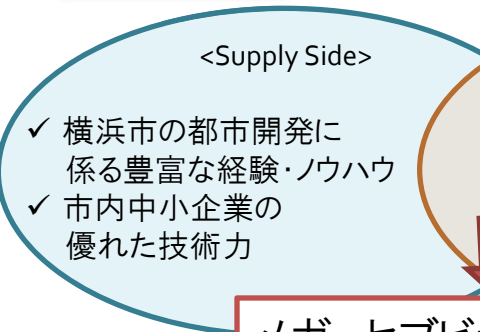 <Supply Side>
✓ 横浜市の都市開発に
係る豊富な経験・ノウハウ
✓ 市内中小企業の
優れた技術力